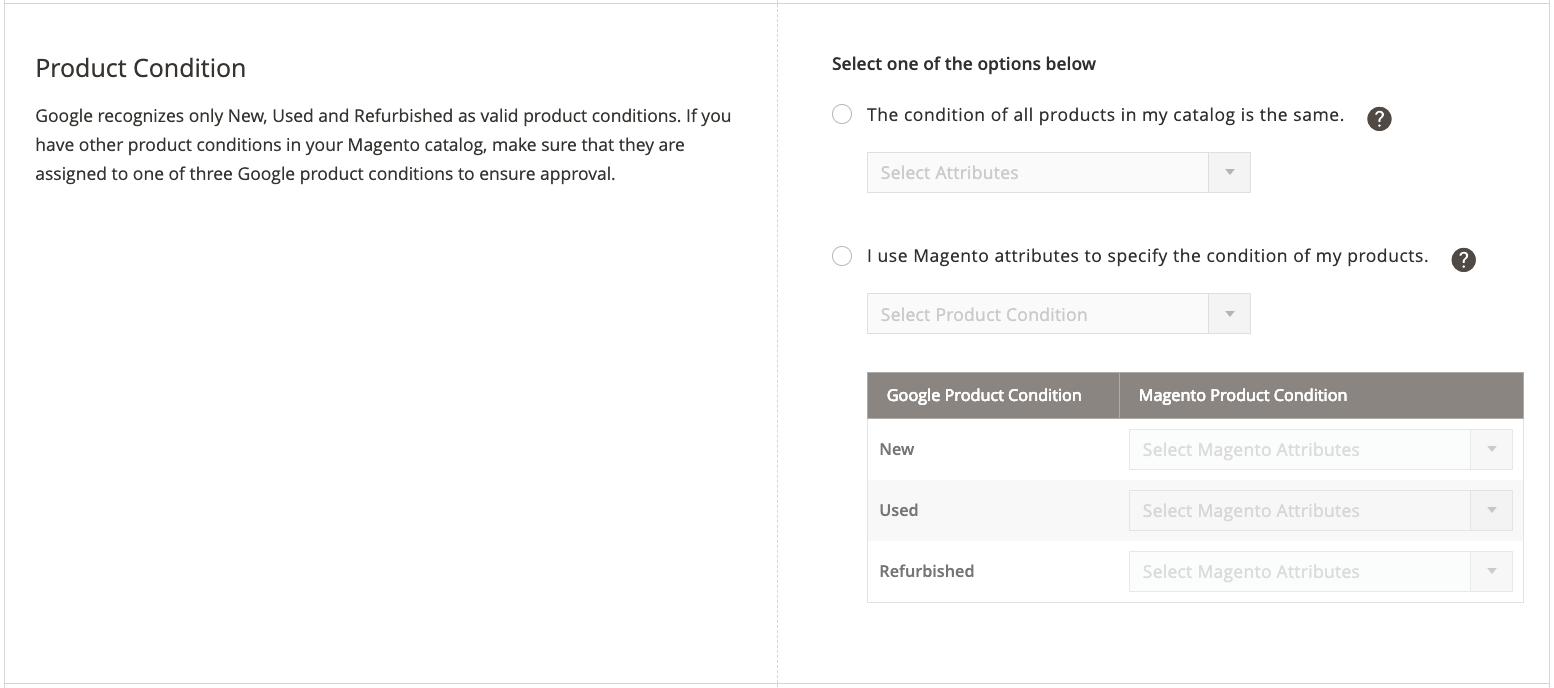 Product Condition
Google recognizes only New, Used and Refurbished as valid product conditions. If you
have other product conditions in your Magento catalog, make sure that they are
assigned to one of three Google product conditions to ensure approval.
Select one of the options below
The condition of all products in my catalog is the same. ?
Select Attributes
I use Magento attributes to specify the condition of my products. ?
Select Product Condition
Google Product Condition Magento Product Condition
New Select Magento Attributes
Used Select Magento Attributes
Refurbished Select Magento Attributes